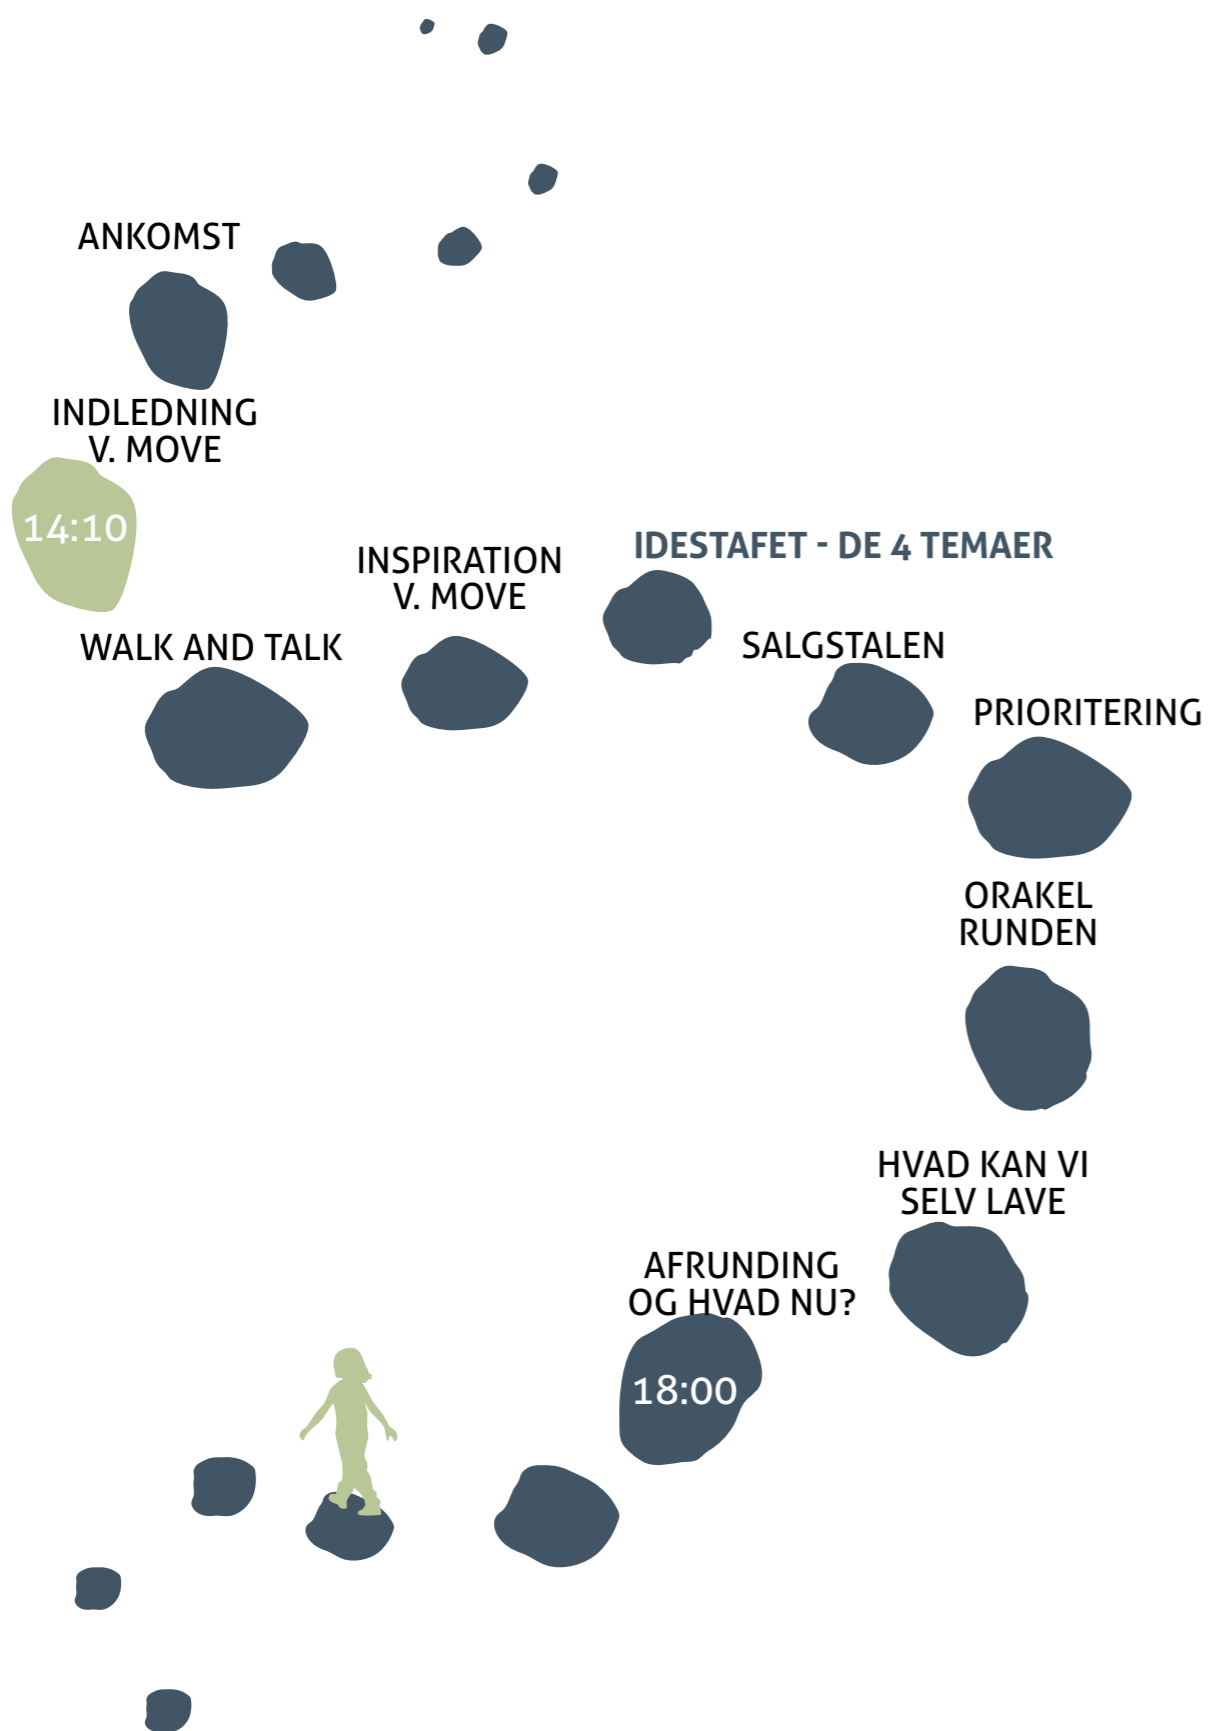 ANKOMST
INDLEDNING
V. MOVE
14:10
WALK AND TALK
INSPIRATION
V. MOVE
IDESTAFET - DE 4 TEMAER
SALGSTALEN
PRIORITERING
ORAKEL
RUNDEN
HVAD KAN VI
SELV LAVE
AFRUNDING
OG HVAD NU?
18:00